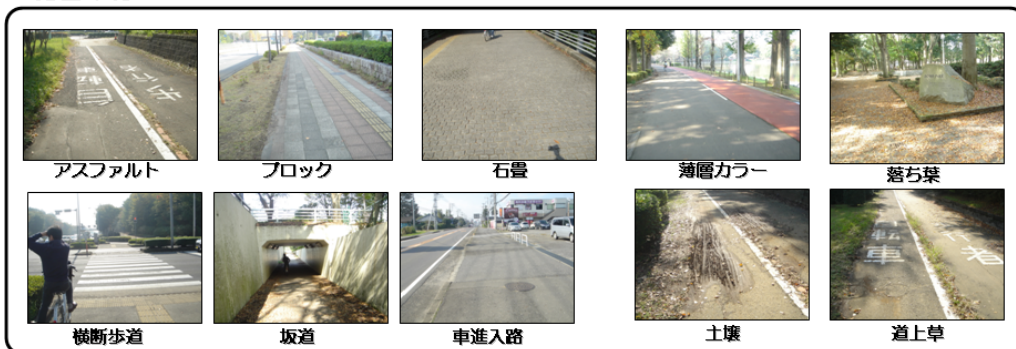 アスファルト
ブロック
石畳
薄層カラー
落ち葉
横断歩道
坂道
車進入路
土壌
道上草